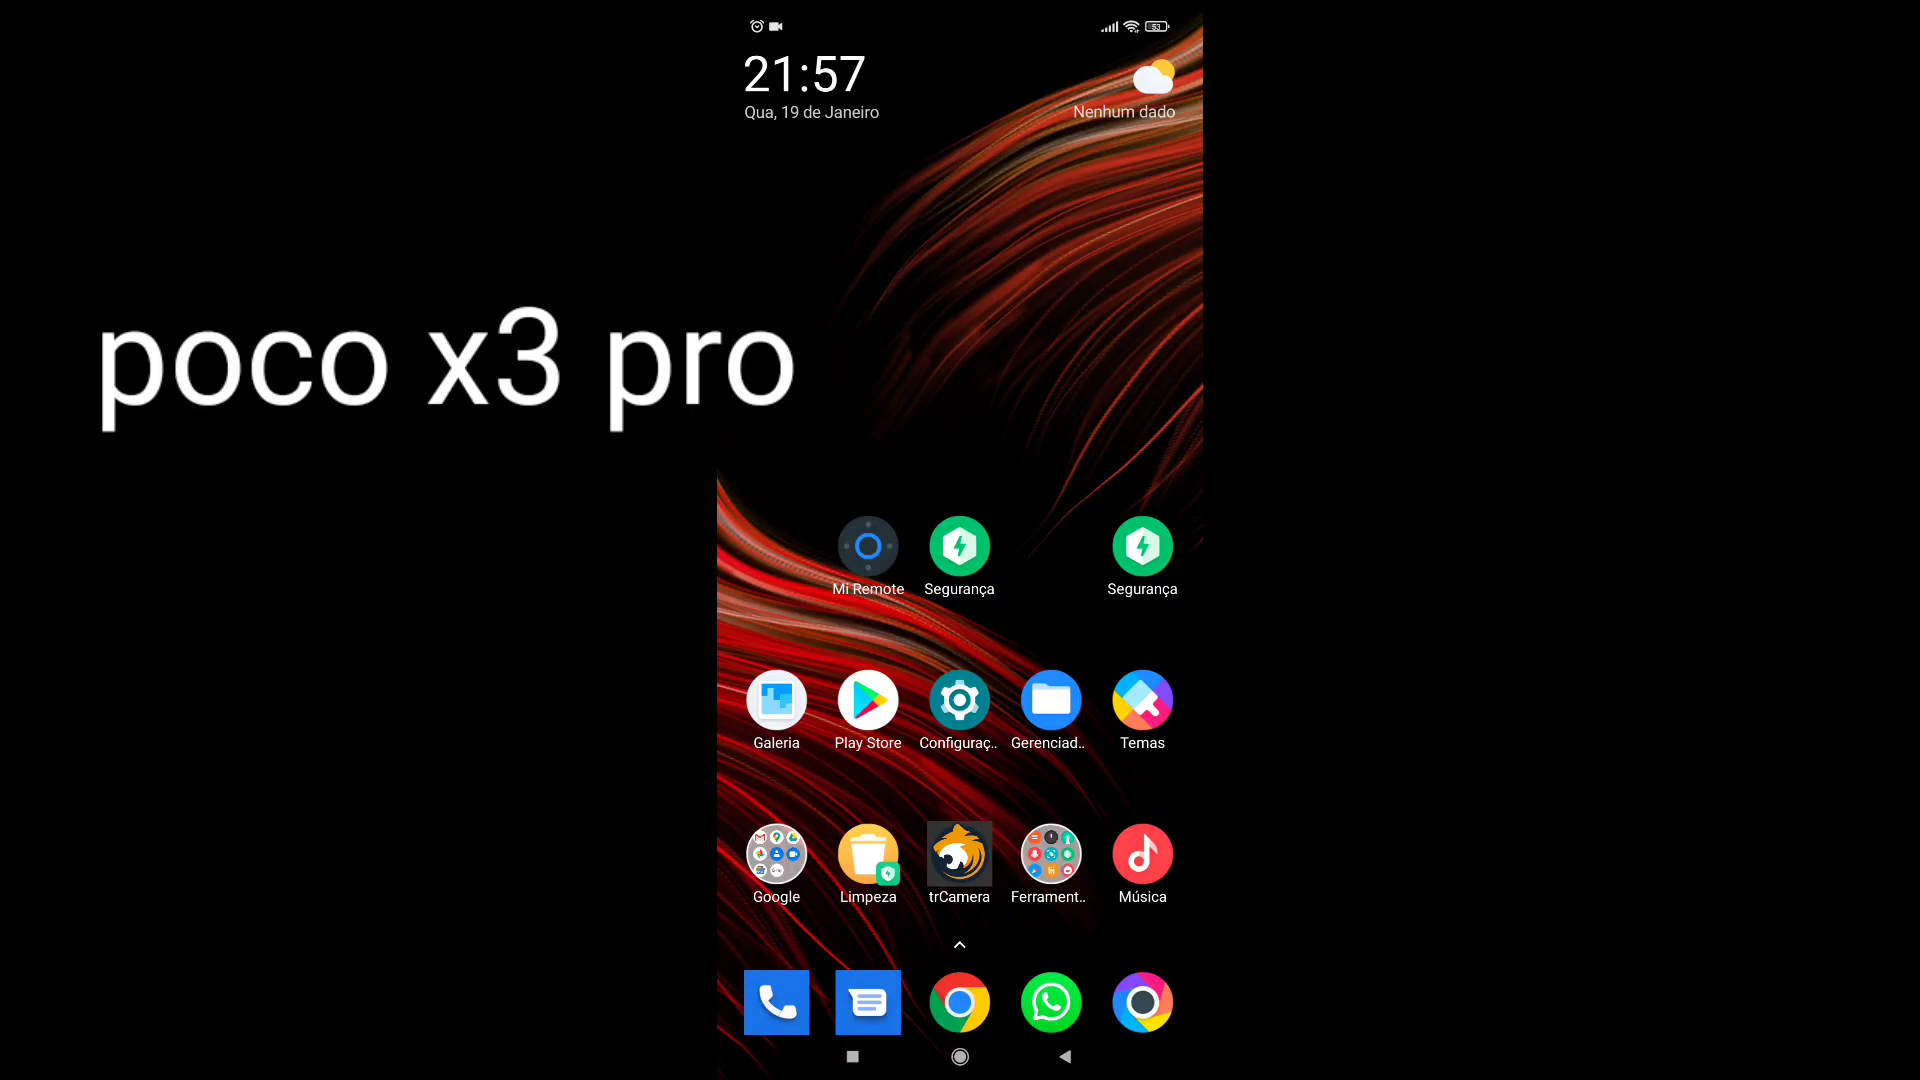 53
21:57
Qua, 19 de Janeiro
Nenhum dado
poco x3 pro
Mi Remote
Segurança
Segurança
Galeria
Play Store
Configuraç..
Gerenciad..
Temas
Google
Limpeza
trCamera
Ferrament..
Música